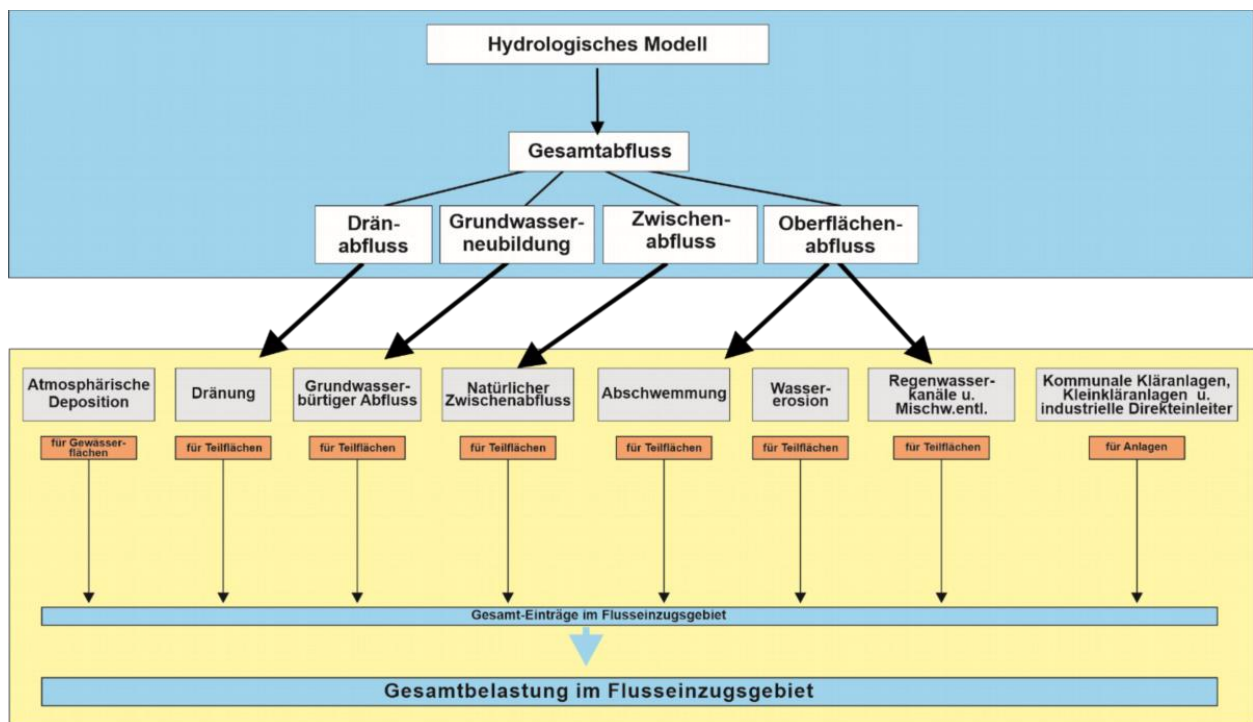 Hydrologisches Modell
Gesamtabfluss
Drän-
abfluss
Grundwasser-
neubildung
Zwischen-
abfluss
Oberflächen-
abfluss
Atmosphärische
Deposition
Dränung
Grundwasser-
bürtiger Abfluss
Natürlicher
Zwischenabfluss
Abschwemmung
Wasser-
erosion
Regenwasser-
kanäle u.
Mischw.entl.
Kommunale Kläranlagen,
Kleinkläranlagen u.
industrielle Direkteinleiter
für Gewässer-
flächen
für Teilflächen
für Teilflächen
für Teilflächen
für Teilflächen
für Teilflächen
für Teilflächen
für Anlagen
Gesamt-Einträge im Flusseinzugsgebiet
Gesamtbelastung im Flusseinzugsgebiet